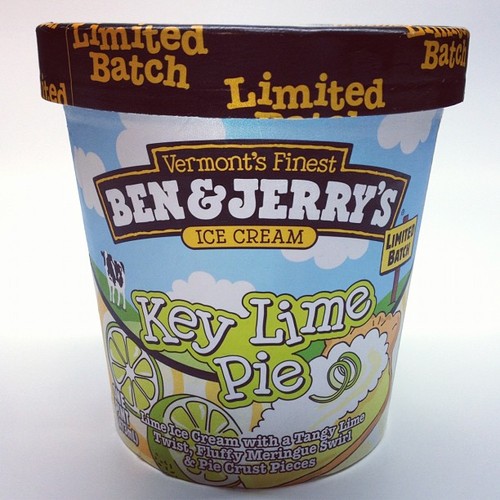 Limited
Batch
Limited
Batch
Limited
Batch
Vermont's Finest
BEN & JERRY'S
ICE CREAM
LIMITED
BATCH
Key Lime
Pie
Lime Ice Cream with a Tangy Lime
Twist, Fluffy Meringue Swirl
& Pie Crust Pieces